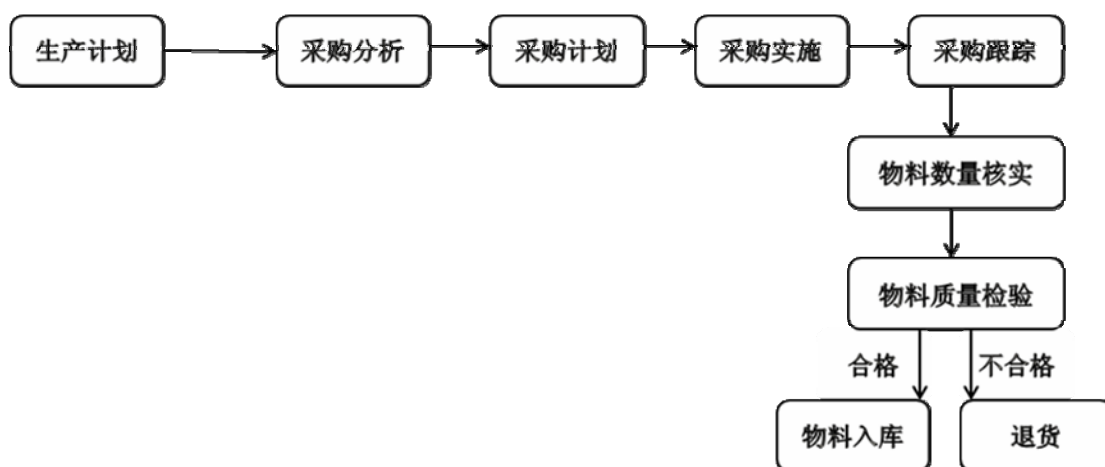 生产计划
采购分析
采购计划
采购实施
采购跟踪
物料数量核实
物料质量检验
合格
不合格
物料入库
退货